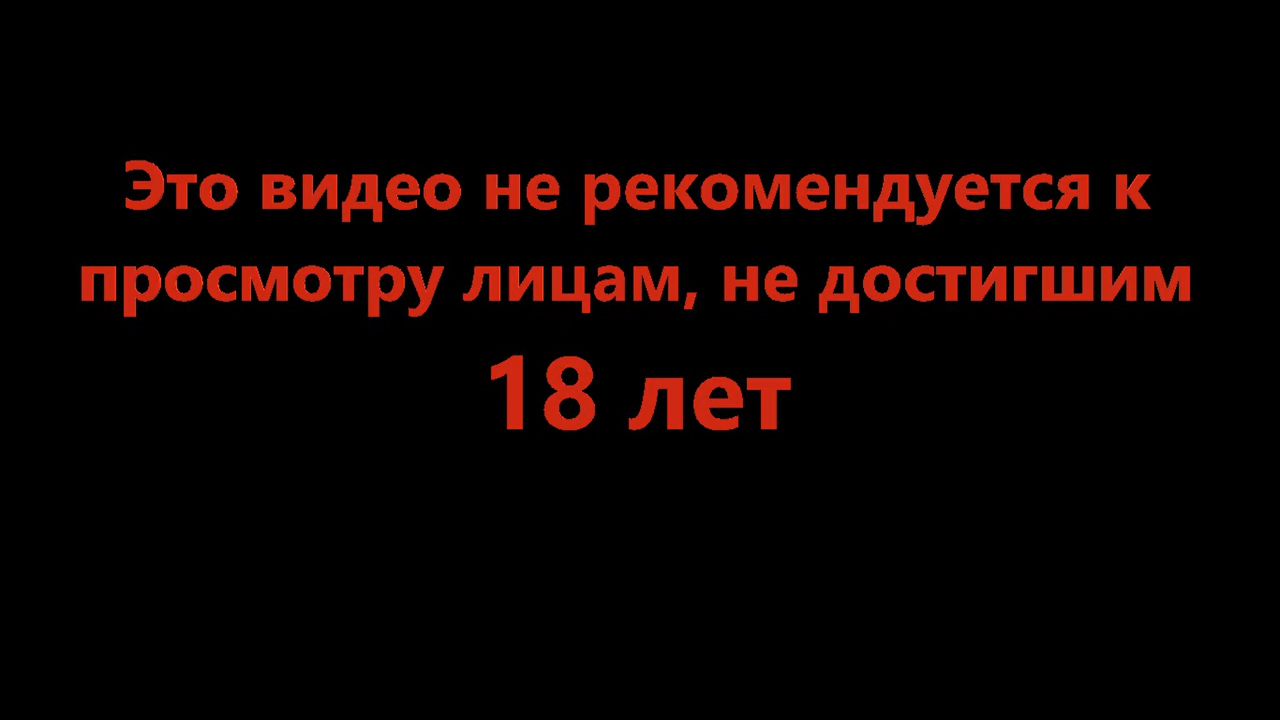 Это видео не рекомендуется к
просмотру лицам, не достигшим
18 лет